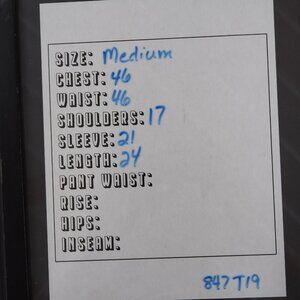 SIZE: Medium
CHEST: 46
WAIST: 46
SHOULDERS: 17
SLEEVE: 21
LENGTH: 24
PANT WAIST:
RISE:
HIPS:
INSEAM:
847T19